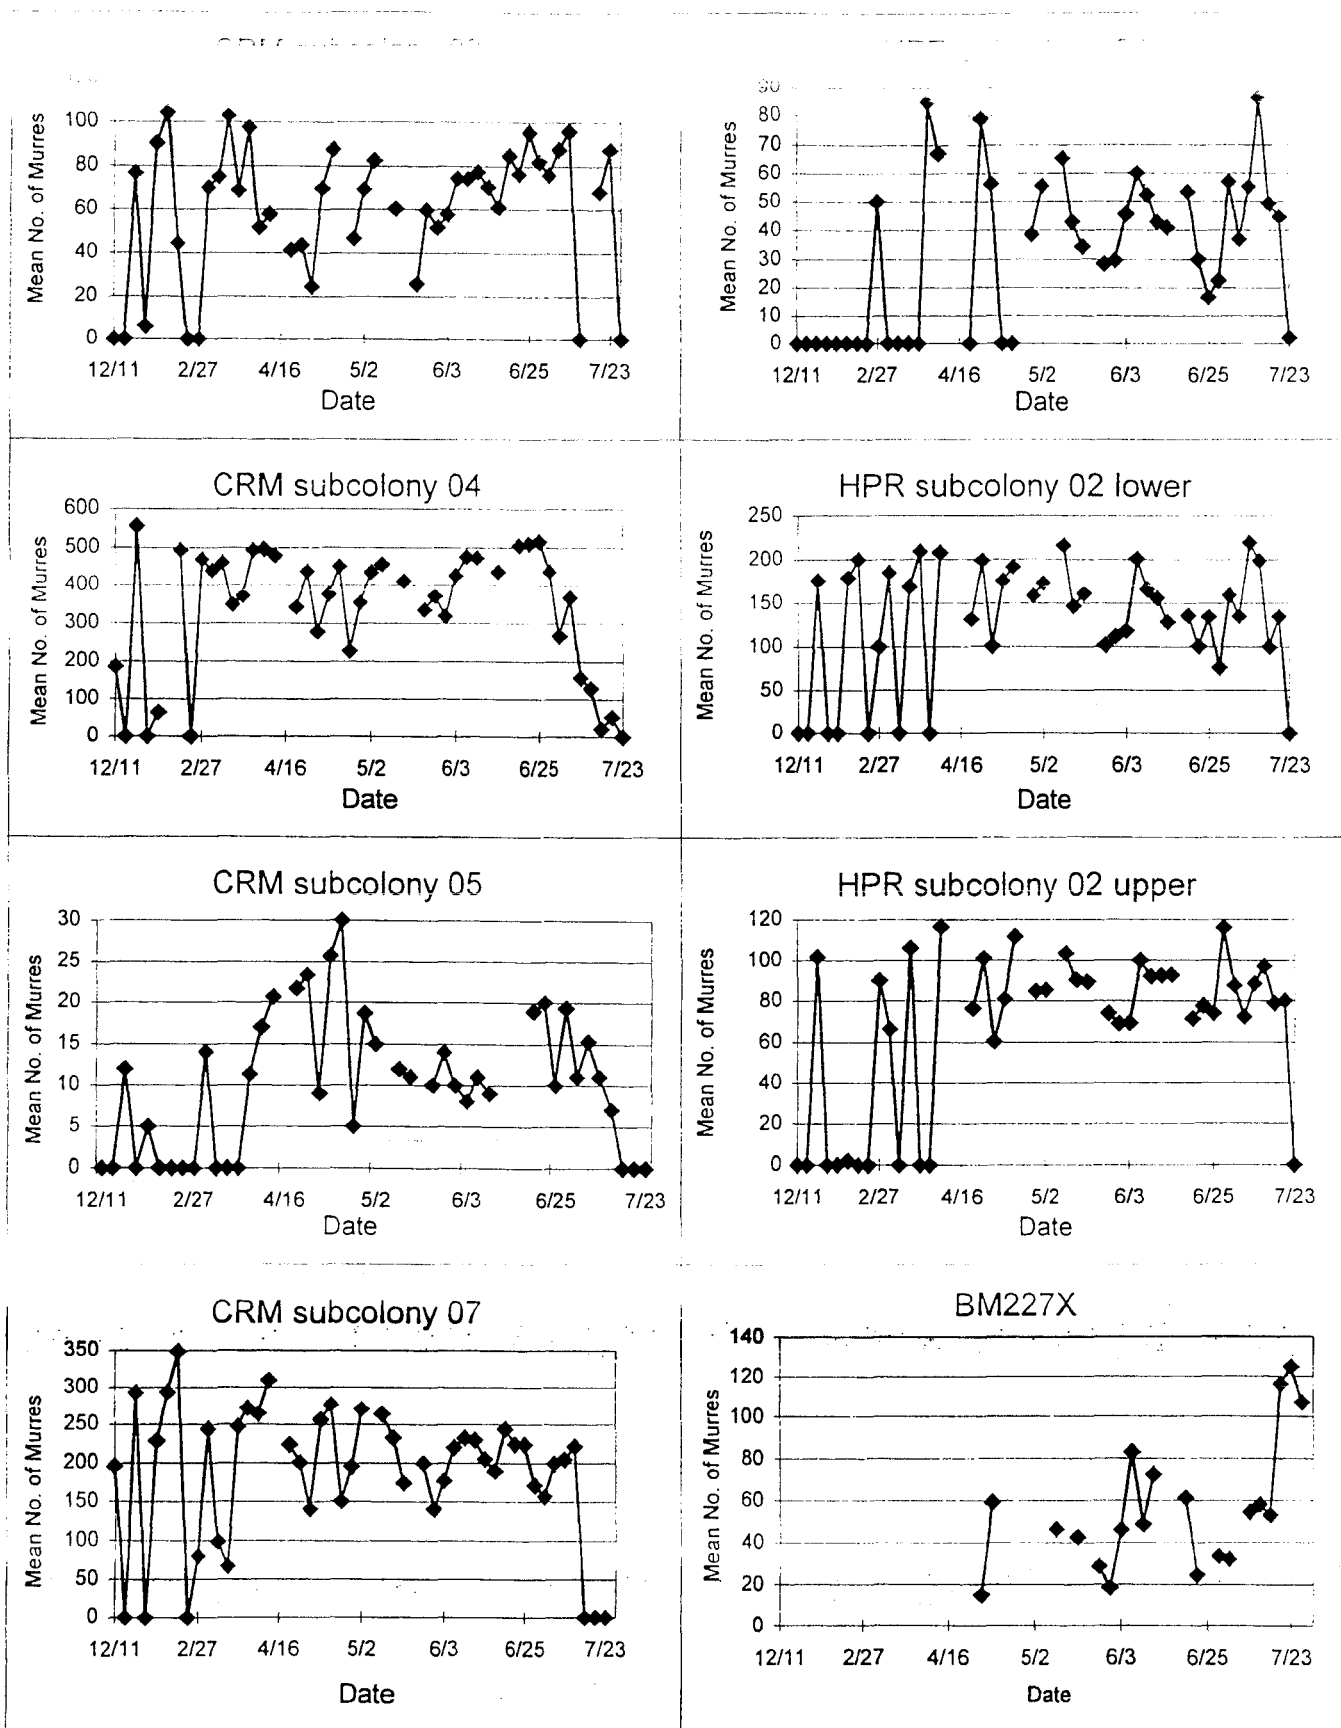 Mean No. of Murres
100
80
60
40
20
0
12/11 2/27 4/16 5/2 6/3 6/25 7/23
Date
Mean No. of Murres
90
80
70
60
50
40
30
20
10
0
12/11 2/27 4/16 5/2 6/3 6/25 7/23
Date
CRM subcolony 04
Mean No. of Murres
600
500
400
300
200
100
0
12/11 2/27 4/16 5/2 6/3 6/25 7/23
Date
HPR subcolony 02 lower
Mean No. of Murres
250
200
150
100
50
0
12/11 2/27 4/16 5/2 6/3 6/25 7/23
Date
CRM subcolony 05
Mean No. of Murres
30
25
20
15
10
5
0
12/11 2/27 4/16 5/2 6/3 6/25 7/23
Date
HPR subcolony 02 upper
Mean No. of Murres
120
100
80
60
40
20
0
12/11 2/27 4/16 5/2 6/3 6/25 7/23
Date
CRM subcolony 07
Mean No. of Murres
350
300
250
200
150
100
50
0
12/11 2/27 4/16 5/2 6/3 6/25 7/23
Date
BM227X
Mean No. of Murres
140
120
100
80
60
40
20
0
12/11 2/27 4/16 5/2 6/3 6/25 7/23
Date